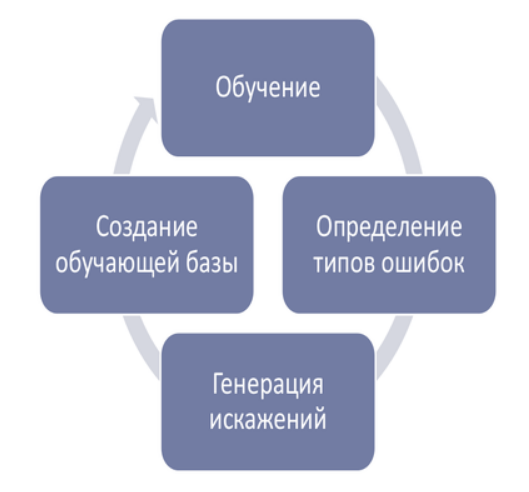 Обучение
Определение
типов ошибок
Генерация
искажений
Создание
обучающей базы